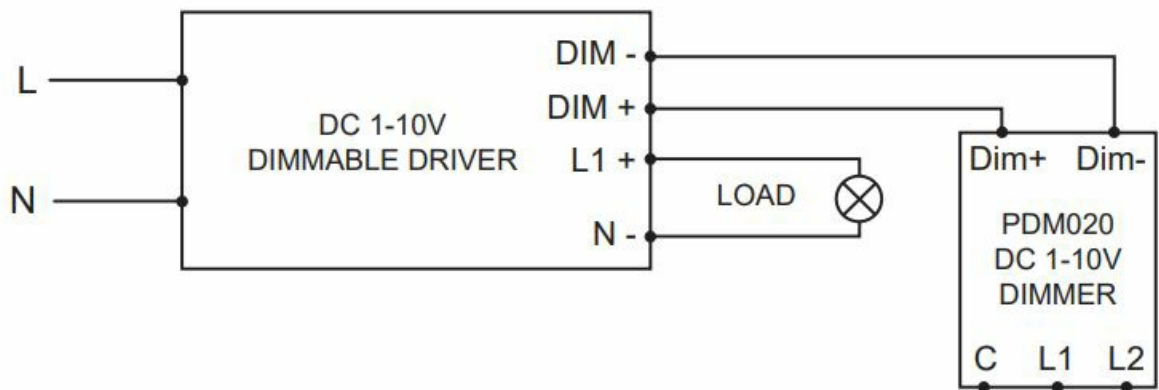 L
N
DC 1-10V
DIMMABLE DRIVER
DIM -
DIM +
L1 +
N -
LOAD
Dim+ Dim-
PDM020
DC 1-10V
DIMMER
C L1 L2